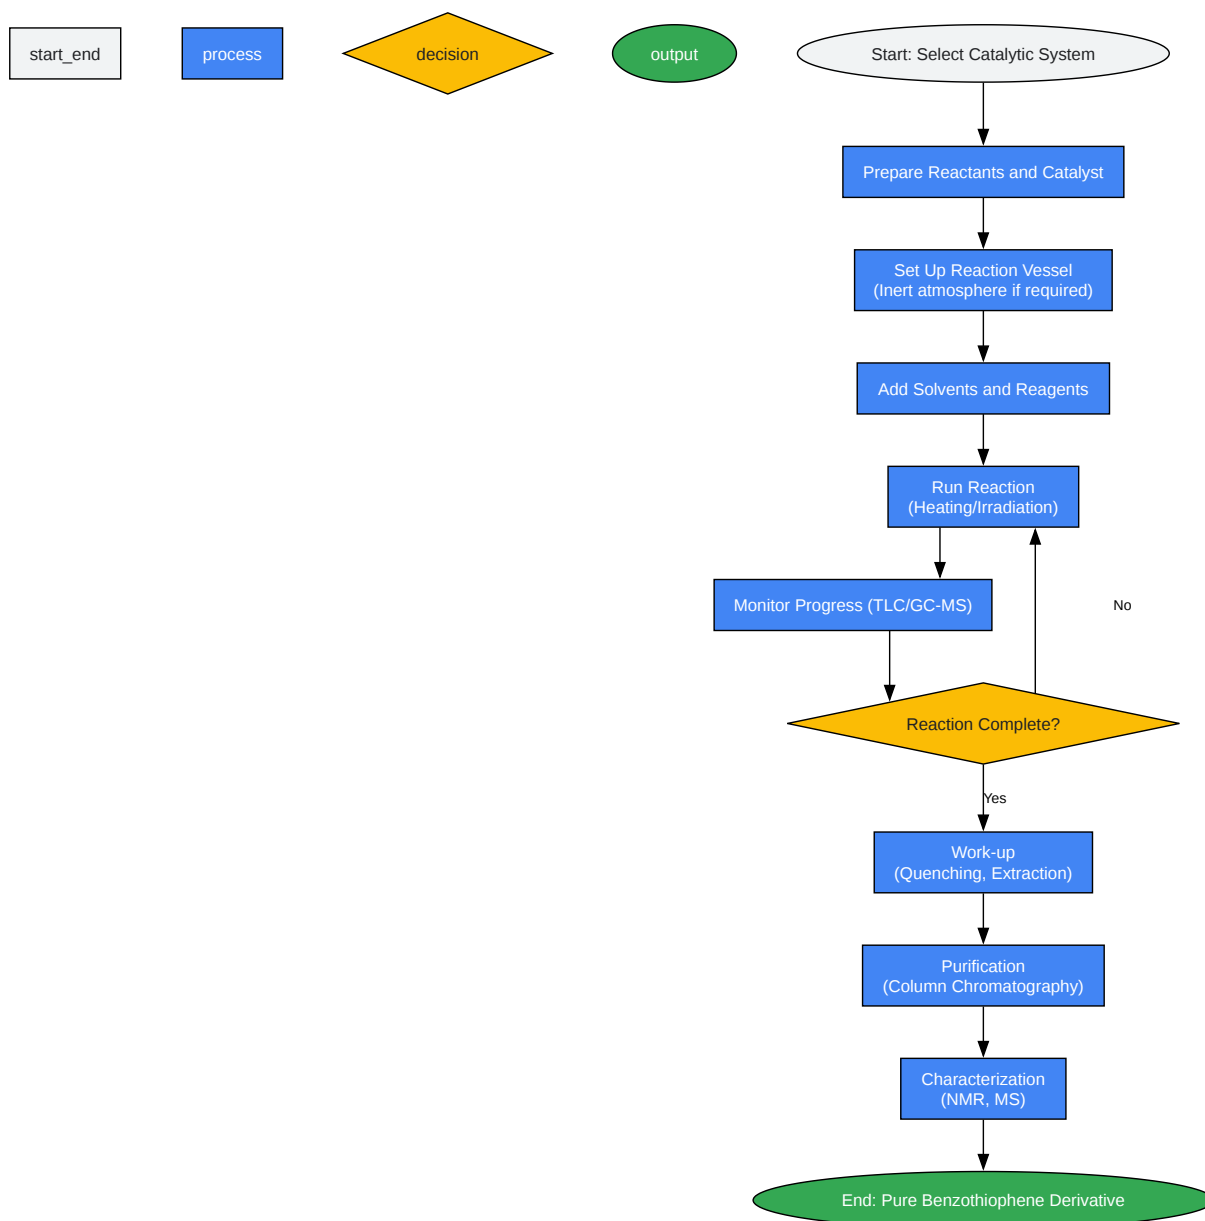 start_end
process
decision
output
Start: Select Catalytic System
Prepare Reactants and Catalyst
Set Up Reaction Vessel
(Inert atmosphere if required)
Add Solvents and Reagents
Run Reaction
(Heating/Irradiation)
Monitor Progress (TLC/GC-MS)
No
Reaction Complete?
Yes
Work-up
(Quenching, Extraction)
Purification
(Column Chromatography)
Characterization
(NMR, MS)
End: Pure Benzothiophene Derivative